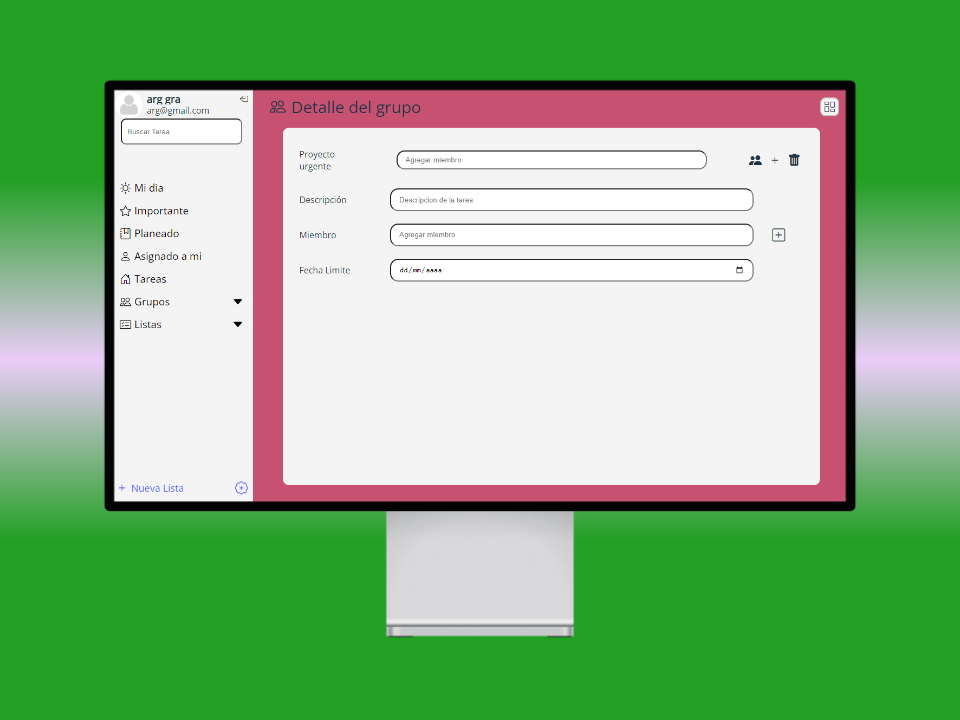 arg gra
arg@gmail.com
Buscar Tarea
Mi dia
Importante
Planeado
Asignado a mi
Tareas
Grupos
Listas
+ Nueva Lista
Detalle del grupo
Proyecto
urgente
Agregar miembro
+
Descripción
Descripcion de la tarea
Miembro
Agregar miembro
Fecha Limite
dd/mm/aaaa